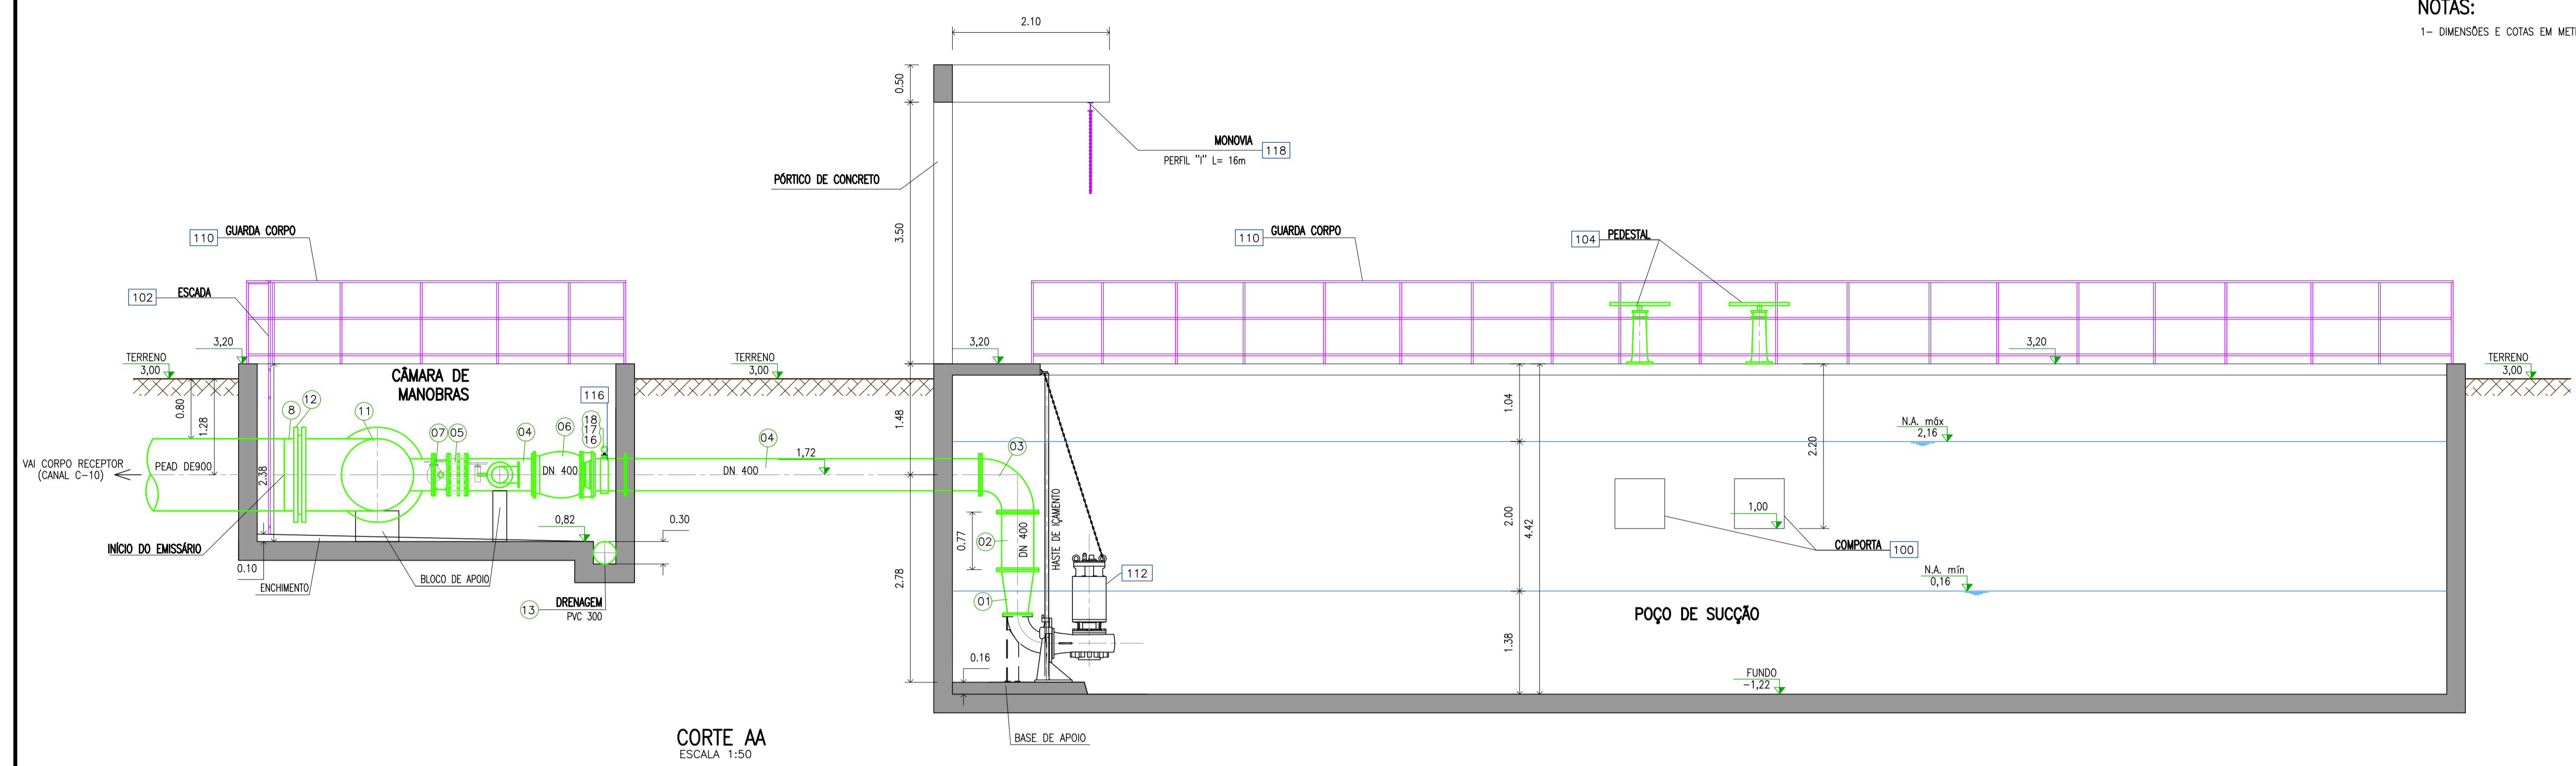 NOTAS:
1- DIMENSÕES E COTAS EM
2.10
0.50
MONOVIA
118
PERFIL "I" L= 16m
PÓRTICO DE CONCRETO
3.50
110
GUARDA CORPO
110
GUARDA CORPO
104
PEDESTAL
102
ESCADA
3,20
3,20
3,20
TERRENO
3,00
TERRENO
3,00
TERRENO
3,00
CÂMARA DE
MANOBRAS
116
0.80
1.28
8
12
11
07
05
04
06
18
17
16
04
03
1.48
1.04
N.A. máx
2,16
2.20
VAI CORPO RECEPTOR
(CANAL C-10)
PEAD DE900
2.38
DN 400
DN 400
1,72
1,00
0,82
0.30
0.77
02
DN 400
HASTE DE IÇAMENTO
2.00
4.42
INÍCIO DO EMISSÁRIO
COMPORTA
100
0.10
ENCHIMENTO
BLOCO DE APOIO
2.78
112
N.A. mín
0,16
13
DRENAGEM
PVC 300
01
POÇO DE SUCÇÃO
1.38
0.16
FUNDO
-1,22
CORTE AA
ESCALA 1:50
BASE DE APOIO